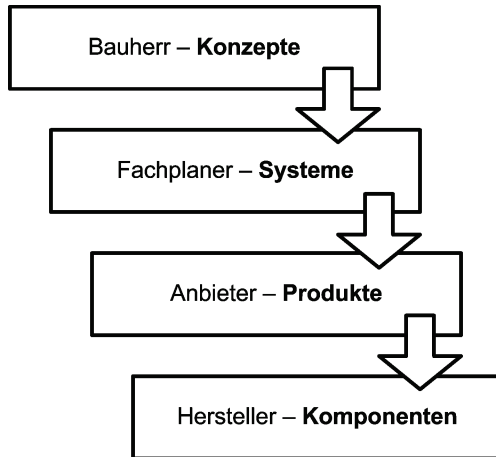 Bauherr – Konzepte
Fachplaner – Systeme
Anbieter – Produkte
Hersteller – Komponenten